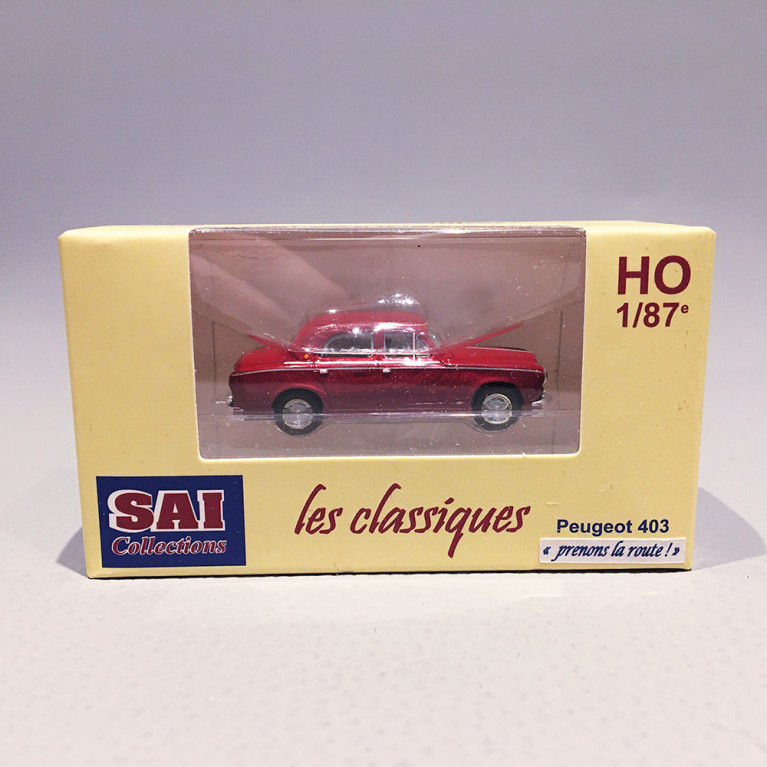 HO
1/87e
SAI
Collections
les classiques
Peugeot 403
« prenons la route ! »